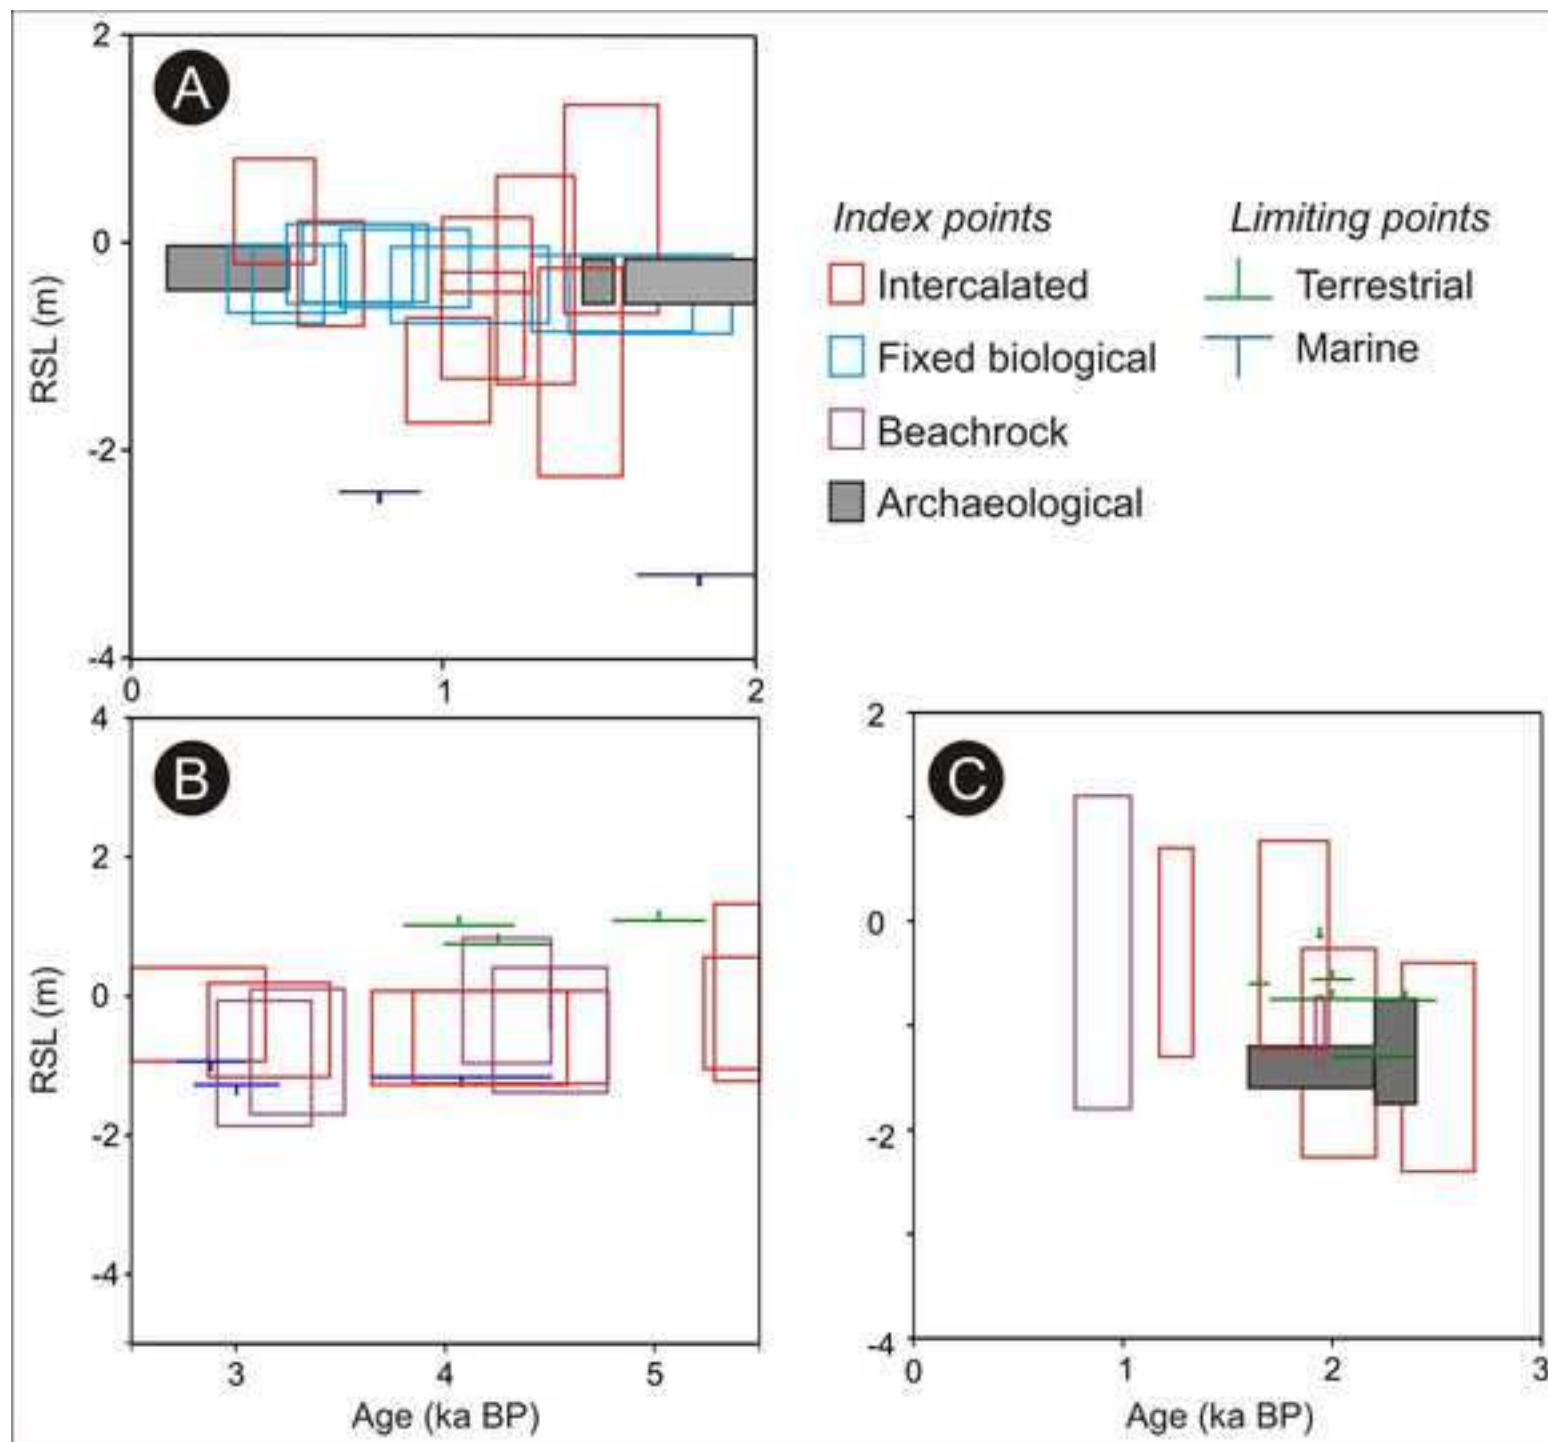 A
2
0
-2
-4
RSL (m)
0 1 2
Index points
Intercalated
Fixed biological
Beachrock
Archaeological
Limiting points
Terrestrial
Marine
B
4
2
0
-2
-4
RSL (m)
3 4 5
Age (ka BP)
C
2
0
-2
-4
0 1 2 3
Age (ka BP)